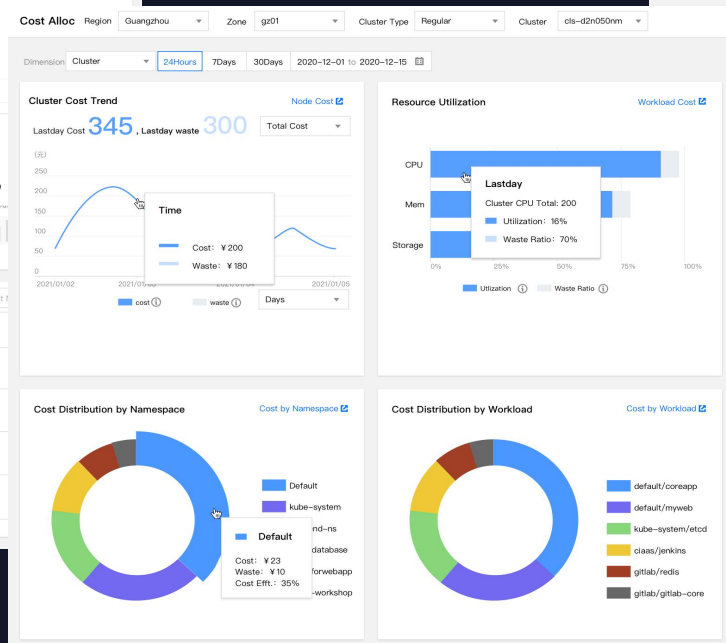 Cost Alloc Region Guangzhou Zone gz01 Cluster Type Regular Cluster cls-d2n050nm
Dimension Cluster 24Hours 7Days 30Days 2020-12-01 to 2020-12-15
Cluster Cost Trend Node Cost
Lastday Cost 345 , Lastday waste 300 Total Cost
(元)
250
200
150
100
50
0
2021/01/02 2021/01/05
Time
Cost: ¥200
Waste: ¥180
cost waste Days
Resource Utilization Workload Cost
CPU
Mem
Storage
0% 25% 50% 75% 100%
Lastday
Cluster CPU Total: 200
Utilization: 16%
Waste Ratio: 70%
Utlization Waste Ratio
Cost Distribution by Namespace Cost by Namespace
Default
kube-system
nd-ns
database
forwebapp
-workshop
Default
Cost: ¥23
Waste: ¥10
Cost Efft.: 35%
Cost Distribution by Workload Cost by Workload
default/coreapp
default/myweb
kube-system/etcd
ciaas/jenkins
gitlab/redis
gitlab/gitlab-core